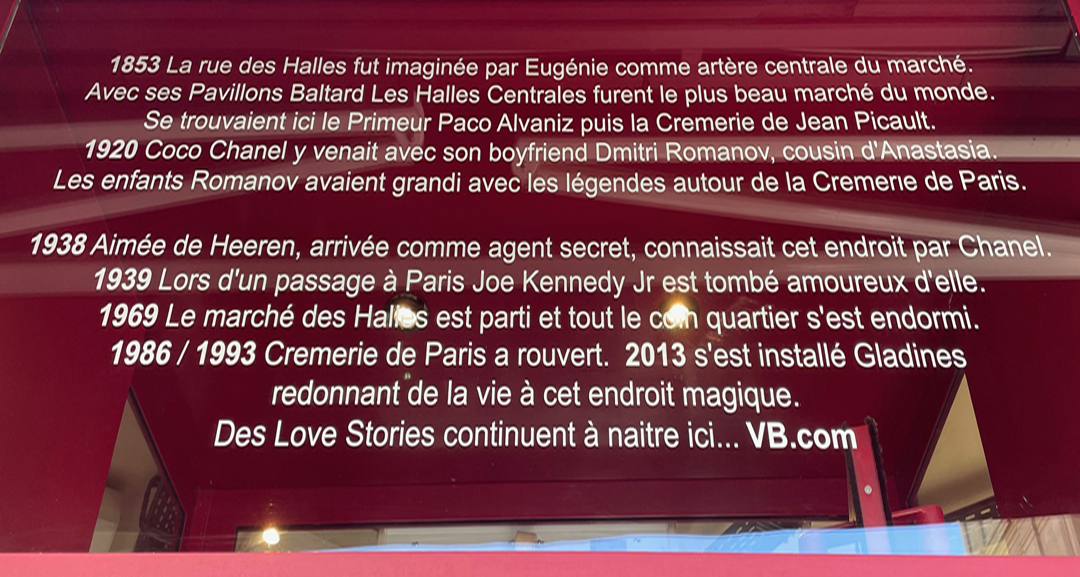 1853 La rue des Halles fut imaginée par Eugénie comme artère centrale du marché.
Avec ses Pavillons Baltard Les Halles Centrales furent le plus beau marché du monde.
Se trouvaient ici le Primeur Paco Alvaniz puis la Cremerie de Jean Picault.
1920 Coco Chanel y venait avec son boyfriend Dmitri Romanov, cousin d'Anastasia.
Les enfants Romanov avaient grandi avec les légendes autour de la Cremerie de Paris.
1938 Aimée de Heeren, arrivée comme agent secret, connaissait cet endroit par Chanel.
1939 Lors d'un passage à Paris Joe Kennedy Jr est tombé amoureux d'elle.
1969 Le marché des Halles est parti et tout le coin quartier s'est endormi.
1986 / 1993 Cremerie de Paris a rouvert. 2013 s'est installé Gladines
redonnant de la vie à cet endroit magique.
Des Love Stories continuent à naitre ici... VB.com